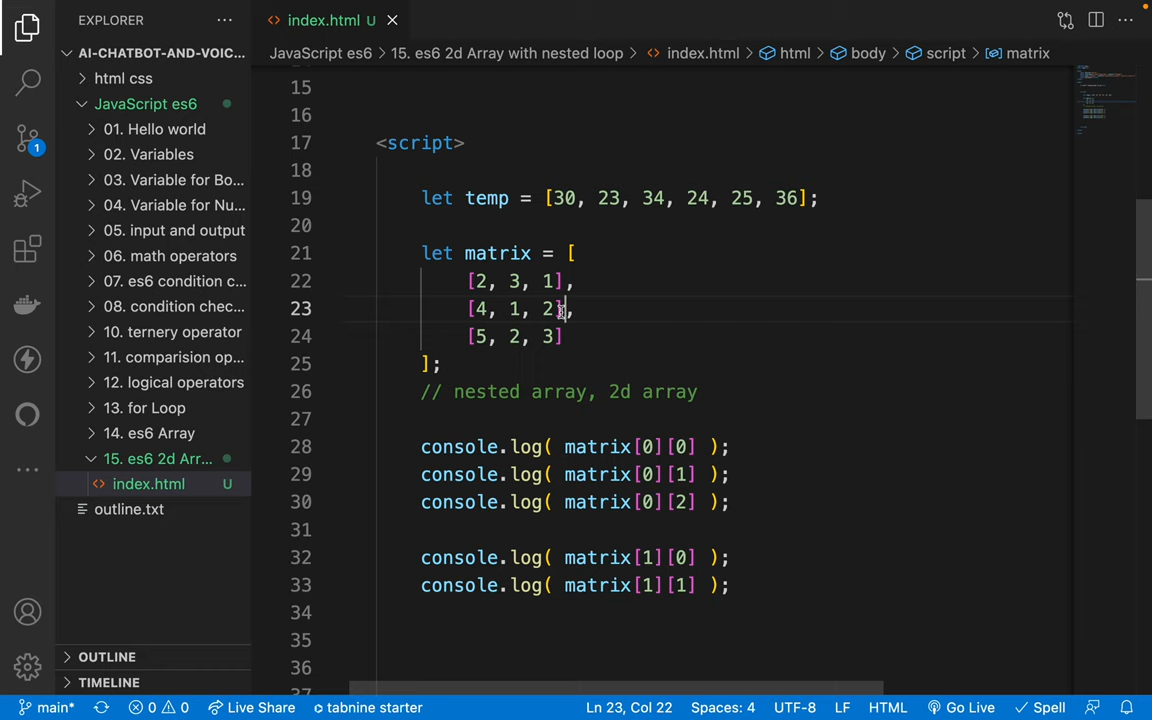 EXPLORER
index.html U
AI-CHATBOT-AND-VOIC...
JavaScript es6 > 15. es6 2d Array with nested loop > index.html > html > body > script > matrix
html css
JavaScript es6
01. Hello world
02. Variables
03. Variable for Bo...
04. Variable for Nu...
05. input and output
06. math operators
07. es6 condition c...
08. condition chec...
10. ternery operator
11. comparision op...
12. logical operators
13. for Loop
14. es6 Array
15. es6 2d Arr...
index.html U
outline.txt
OUTLINE
TIMELINE
1
15
16
17 <script>
18
19 let temp = [30, 23, 34, 24, 25, 36];
20
21 let matrix = [
22 [2, 3, 1],
23 [4, 1, 2],
24 [5, 2, 3]
25 ];
26 // nested array, 2d array
27
28 console.log( matrix[0][0] );
29 console.log( matrix[0][1] );
30 console.log( matrix[0][2] );
31
32 console.log( matrix[1][0] );
33 console.log( matrix[1][1] );
34
35
36
main* 0 0 Live Share tabnine starter Ln 23, Col 22 Spaces: 4 UTF-8 LF HTML Go Live Spell